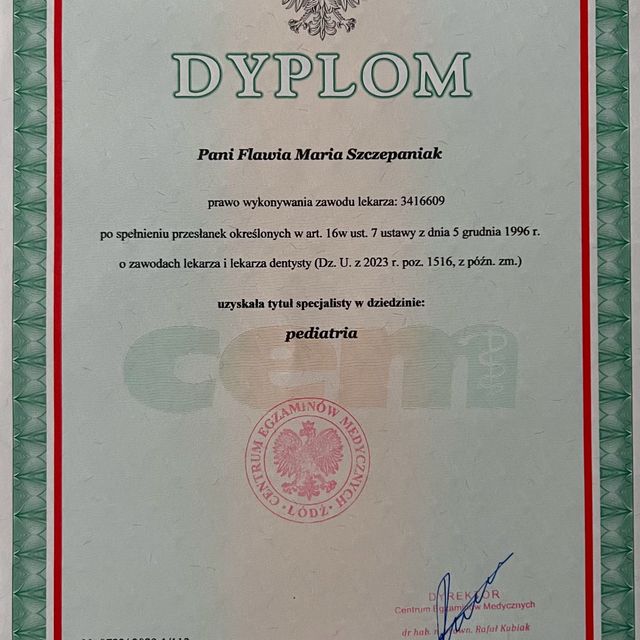 DYPLOM
Pani Flawia Maria Szczepaniak
prawo wykonywania zawodu lekarza: 3416609
po spełnieniu przesłanek określonych w art. 16w ust. 7 ustawy z dnia 5 grudnia 1996 r.
o zawodach lekarza i lekarza dentysty (Dz. U. z 2023 r. poz. 1516, z późn. zm.)
uzyskała tytuł specjalisty w dziedzinie:
pediatria
cem
CENTRUM EGZAMINÓW MEDYCZNYCH
ŁÓDŹ
DYREKTOR
Centrum Egzaminów Medycznych
dr hab. Rafał Kubiak